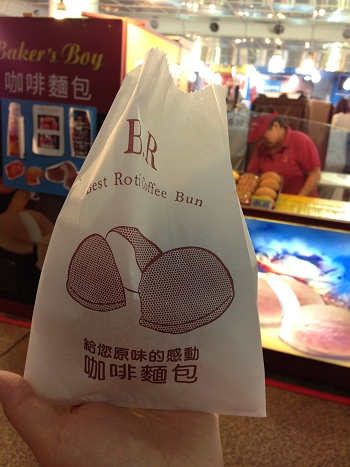 Baker's Boy
咖啡麵包
B.R
Best Roti Coffee Bun
給您原味的感動
咖啡麵包